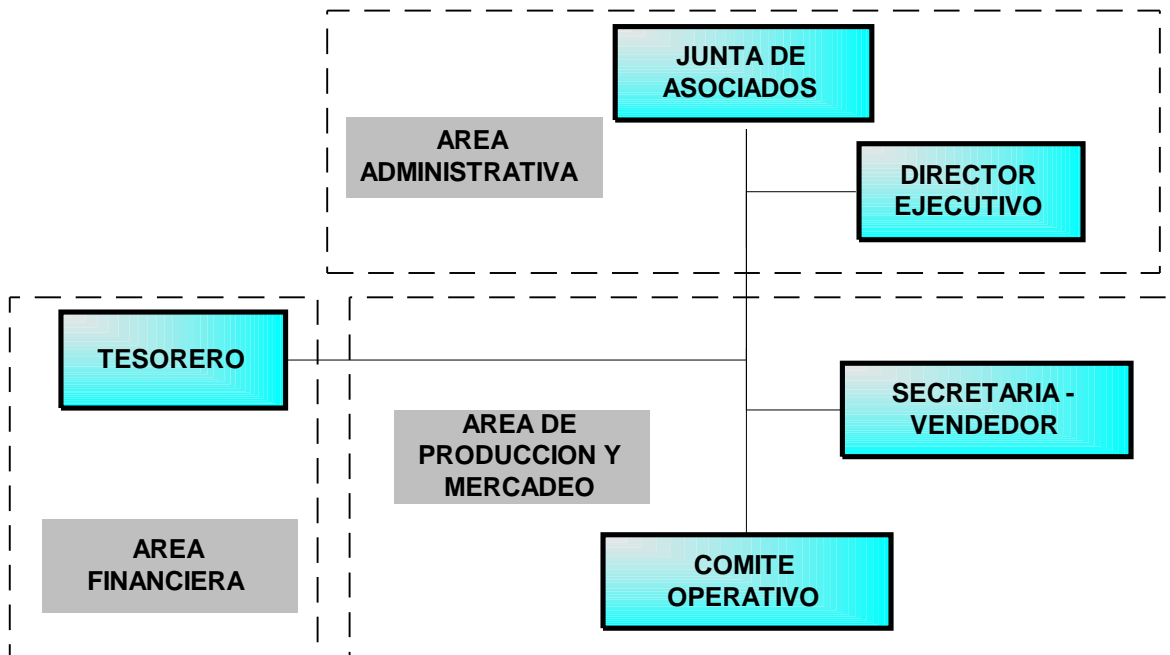 JUNTA DE
ASOCIADOS
AREA
ADMINISTRATIVA
DIRECTOR
EJECUTIVO
TESORERO
SECRETARIA -
VENDEDOR
AREA DE
PRODUCCION Y
MERCADEO
AREA
FINANCIERA
COMITE
OPERATIVO